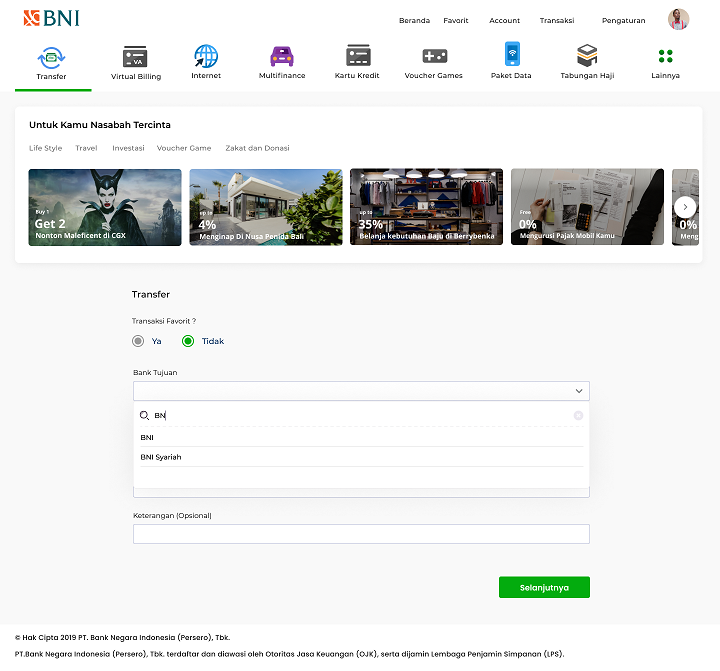 BNI
Beranda Favorit Account Transaksi Pengaturan
Transfer
VA
Virtual Billing
Internet
Multifinance
Kartu Kredit
Voucher Games
Paket Data
Tabungan Haji
Lainnya
Untuk Kamu Nasabah Tercinta
Life Style Travel Investasi Voucher Game Zakat dan Donasi
Buy 1
Get 2
Nonton Maleficent di CGX
up to
4%
Menginap Di Nusa Penida Bali
up to
35%
Belanja kebutuhan Baju di Berrybenka
Free
0%
Mengurusi Pajak Mobil Kamu
0%
Meng
Transfer
Transaksi Favorit ?
Ya Tidak
Bank Tujuan
BN
BNI
BNI Syariah
Keterangan (Opsional)
Selanjutnya
© Hak Cipta 2019 PT. Bank Negara Indonesia (Persero), Tbk.
PT.Bank Negara Indonesia (Persero), Tbk. terdaftar dan diawasi oleh Otoritas Jasa Keuangan (OJK), serta dijamin Lembaga Penjamin Simpanan (LPS).